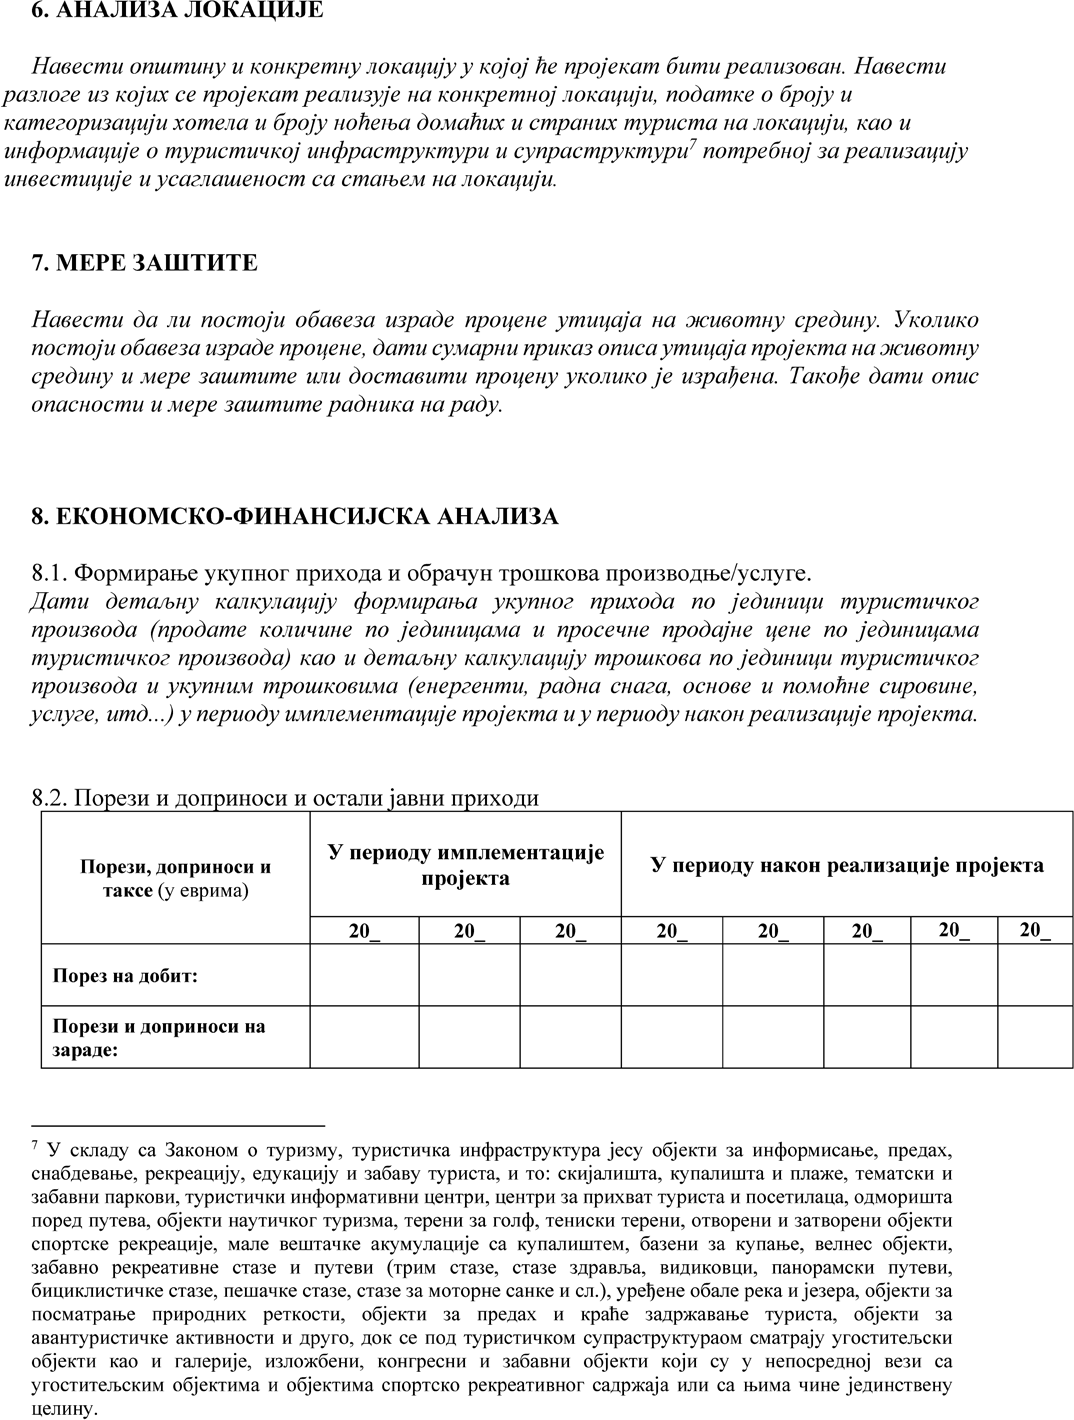 6. АНАЛИЗА ЛОКАЦИЈЕ
Навести општину и конкретну локацију у којој ће пројекат бити реализован. Навести
разлоге из којих се пројекат реализује на конкретној локацији, податке о броју и
категоризацији хотела и броју ноћења домаћих и страних туриста на локацији, као и
информације о туристичкој инфраструктури и супраструктури7 потребној за реализацију
инвестиције и усаглашеност са стањем на локацији.
7. МЕРЕ ЗАШТИТЕ
Навести да ли постоји обавеза израде процене утицаја на животну средину. Уколико
постоји обавеза израде процене, дати сумарни приказ описа утицаја пројекта на животну
средину и мере заштите или доставити процену уколико је израђена. Такође дати опис
опасности и мере заштите радника на раду.
8. ЕКОНОМСКО-ФИНАНСИЈСКА АНАЛИЗА
8.1. Формирање укупног прихода и обрачун трошкова производње/услуге.
Дати детаљну калкулацију формирања укупног прихода по јединици туристичког
производа (продате количине по јединицама и просечне продајне цене по јединицама
туристичког производа) као и детаљну калкулацију трошкова по јединици туристичког
производа и укупним трошковима (енергенти, радна снага, основе и помоћне сировине,
услуге, итд...) у периоду имплементације пројекта и у периоду након реализације пројекта.
8.2. Порези и доприноси и остали јавни приходи
Порези, доприноси и
таксе (у еврима)
У периоду имплементације
пројекта
У периоду након реализације пројекта
20_ 20_ 20_ 20_ 20_ 20_ 20_ 20_
Порез на добит:
Порези и доприноси на
зараде:
7 У складу са Законом о туризму, туристичка инфраструктура јесу објекти за информисање, предах,
снабдевање, рекреацију, едукацију и забаву туриста, и то: скијалишта, купалишта и плаже, тематски и
забавни паркови, туристички информативни центри, центри за прихват туриста и посетилаца, одморишта
поред путева, објекти наутичког туризма, терени за голф, тениски терени, отворени и затворени објекти
спортске рекреације, мале вештачке акумулације са купалиштем, базени за купање, велнес објекти,
забавно рекреативне стазе и путеви (трим стазе, стазе здравља, видиковци, панорамски путеви,
бициклистичке стазе, пешачке стазе, стазе за моторне санке и сл.), уређене обале река и језера, објекти за
посматрање природних реткости, објекти за предах и краће задржавање туриста, објекти за
авантуристичке активности и друго, док се под туристичком супраструктураом сматрају угоститељски
објекти као и галерије, изложбени, конгресни и забавни објекти који су у непосредној вези са
угоститељским објектима и објектима спортско рекреативног садржаја или са њима чине јединствену
целину.